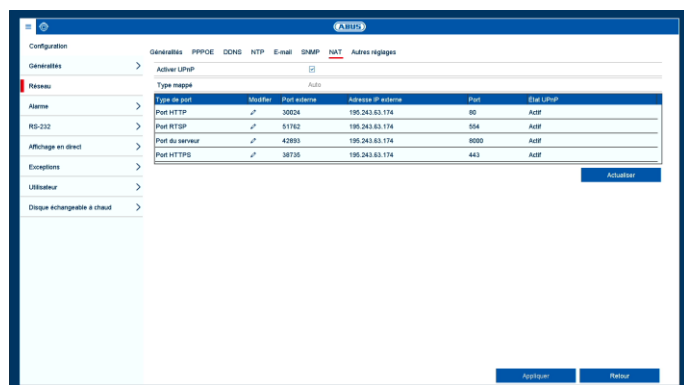 ABUS
Configuration
Généralités PPPOE DDNS NTP E-mail SNMP NAT Autres réglages
Généralités
Activer UPnP
Réseau
Type mappé Auto
Type de port Modifier Port externe Adresse IP externe Port État UPnP
Alarme
Port HTTP 30024 195.243.63.174 80 Actif
RS-232
Port RTSP 51762 195.243.63.174 554 Actif
Port du serveur 42893 195.243.63.174 8000 Actif
Affichage en direct
Port HTTPS 36735 195.243.63.174 443 Actif
Exceptions
Actualiser
Utilisateur
Disque échangeable à chaud
Appliquer Retour